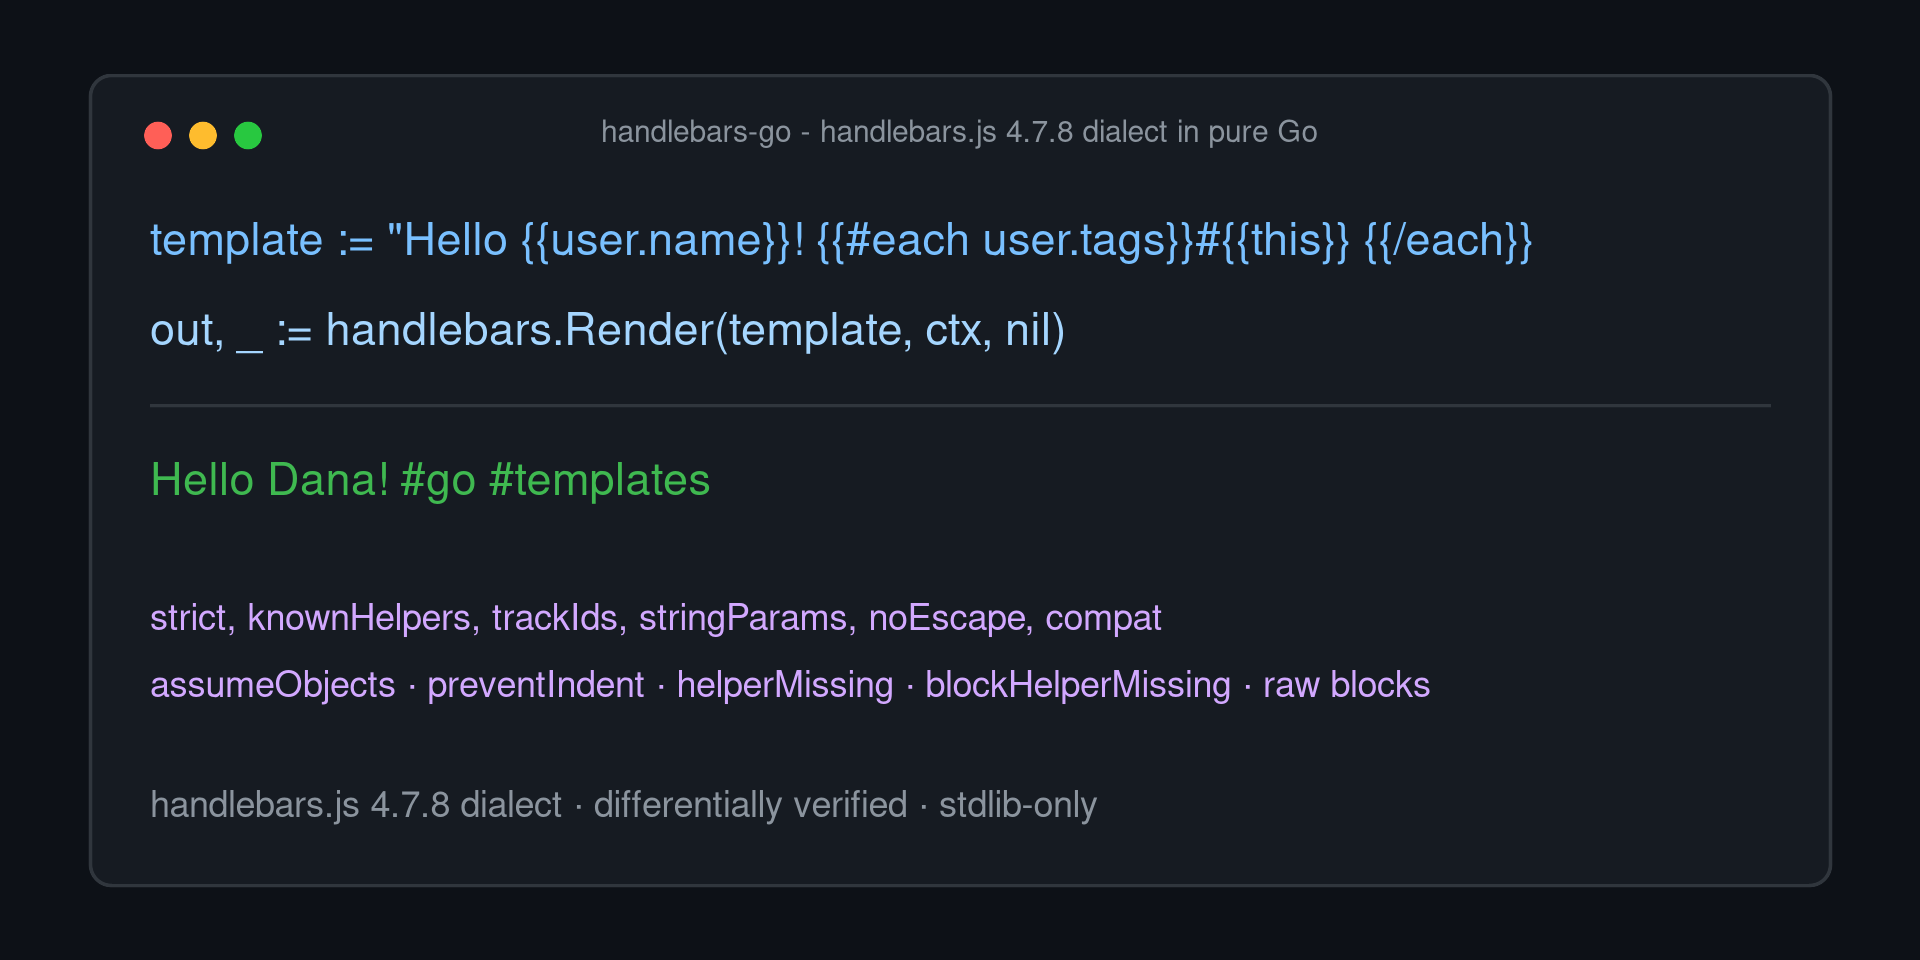 handlebars-go - handlebars.js 4.7.8 dialect in pure Go
template := "Hello {{user.name}}! {{#each user.tags}}#{{this}} {{/each}}
out, _ := handlebars.Render(template, ctx, nil)
Hello Dana! #go #templates
strict, knownHelpers, trackIds, stringParams, noEscape, compat
assumeObjects · preventIndent · helperMissing · blockHelperMissing · raw blocks
handlebars.js 4.7.8 dialect · differentially verified · stdlib-only